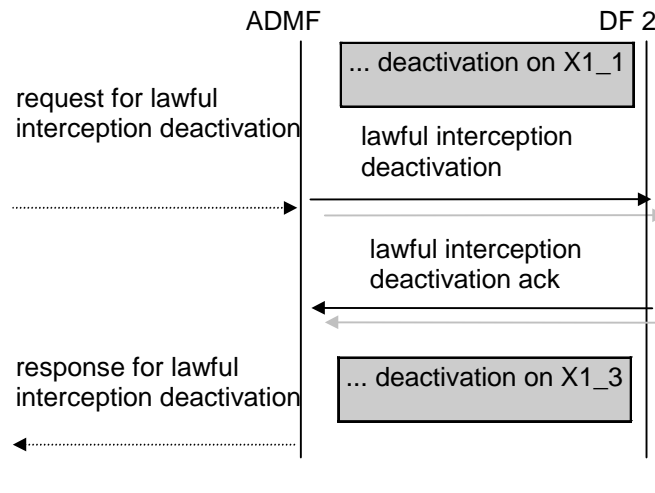 ADMF
DF 2
... deactivation on X1_1
request for lawful
interception deactivation
lawful interception
deactivation
lawful interception
deactivation ack
response for lawful
interception deactivation
... deactivation on X1_3